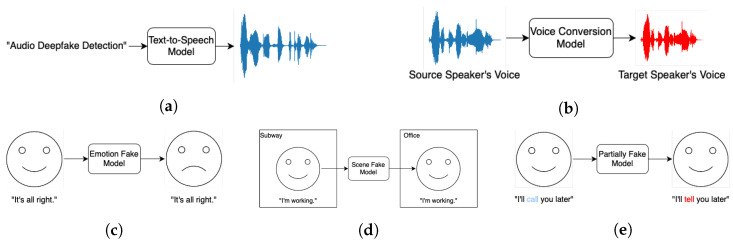 "Audio Deepfake Detection"
Text-to-Speech
Model
(a)
Voice Conversion
Model
Source Speaker's Voice
Target Speaker's Voice
(b)
Emotion Fake
Model
"It's all right."
"It's all right."
(c)
Subway
Office
Scene Fake
Model
"I'm working."
"I'm working."
(d)
Partially Fake
Model
"I'll call you later"
"I'll tell you later"
(e)